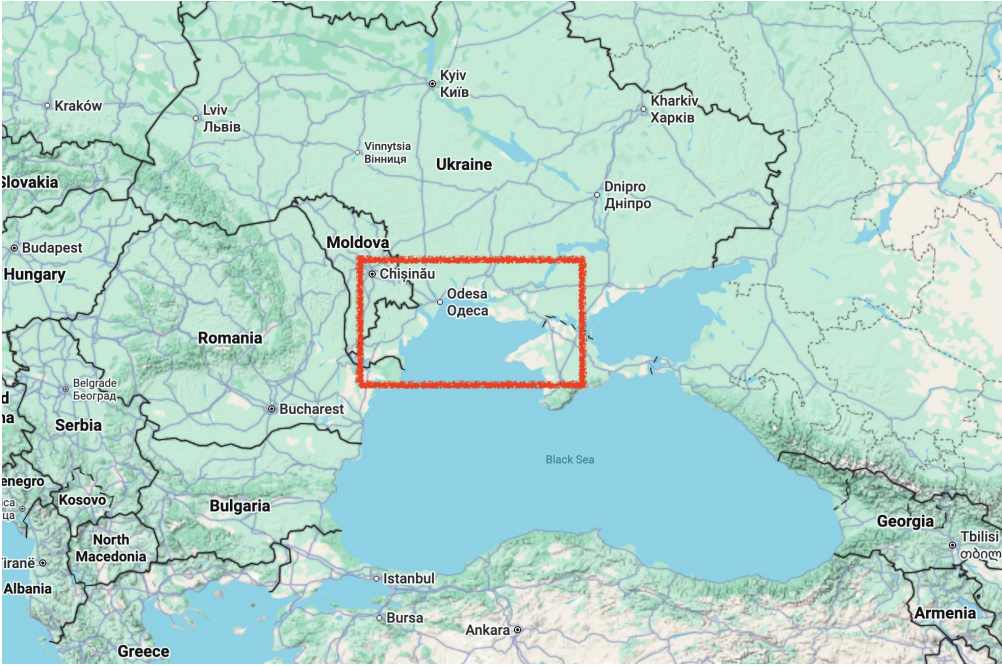 Kyiv
Київ
Kraków
Lviv
Львів
Kharkiv
Харків
Vinnytsia
Вінниця
Ukraine
Slovakia
Dnipro
Дніпро
Moldova
Budapest
Hungary
Chișinău
Odesa
Одеса
Romania
Belgrade
Београд
Bucharest
Serbia
Black Sea
enegro
Kosovo
Bulgaria
North
Macedonia
Georgia
Tbilisi
Istanbul
Albania
Bursa
Ankara
Armenia
Greece